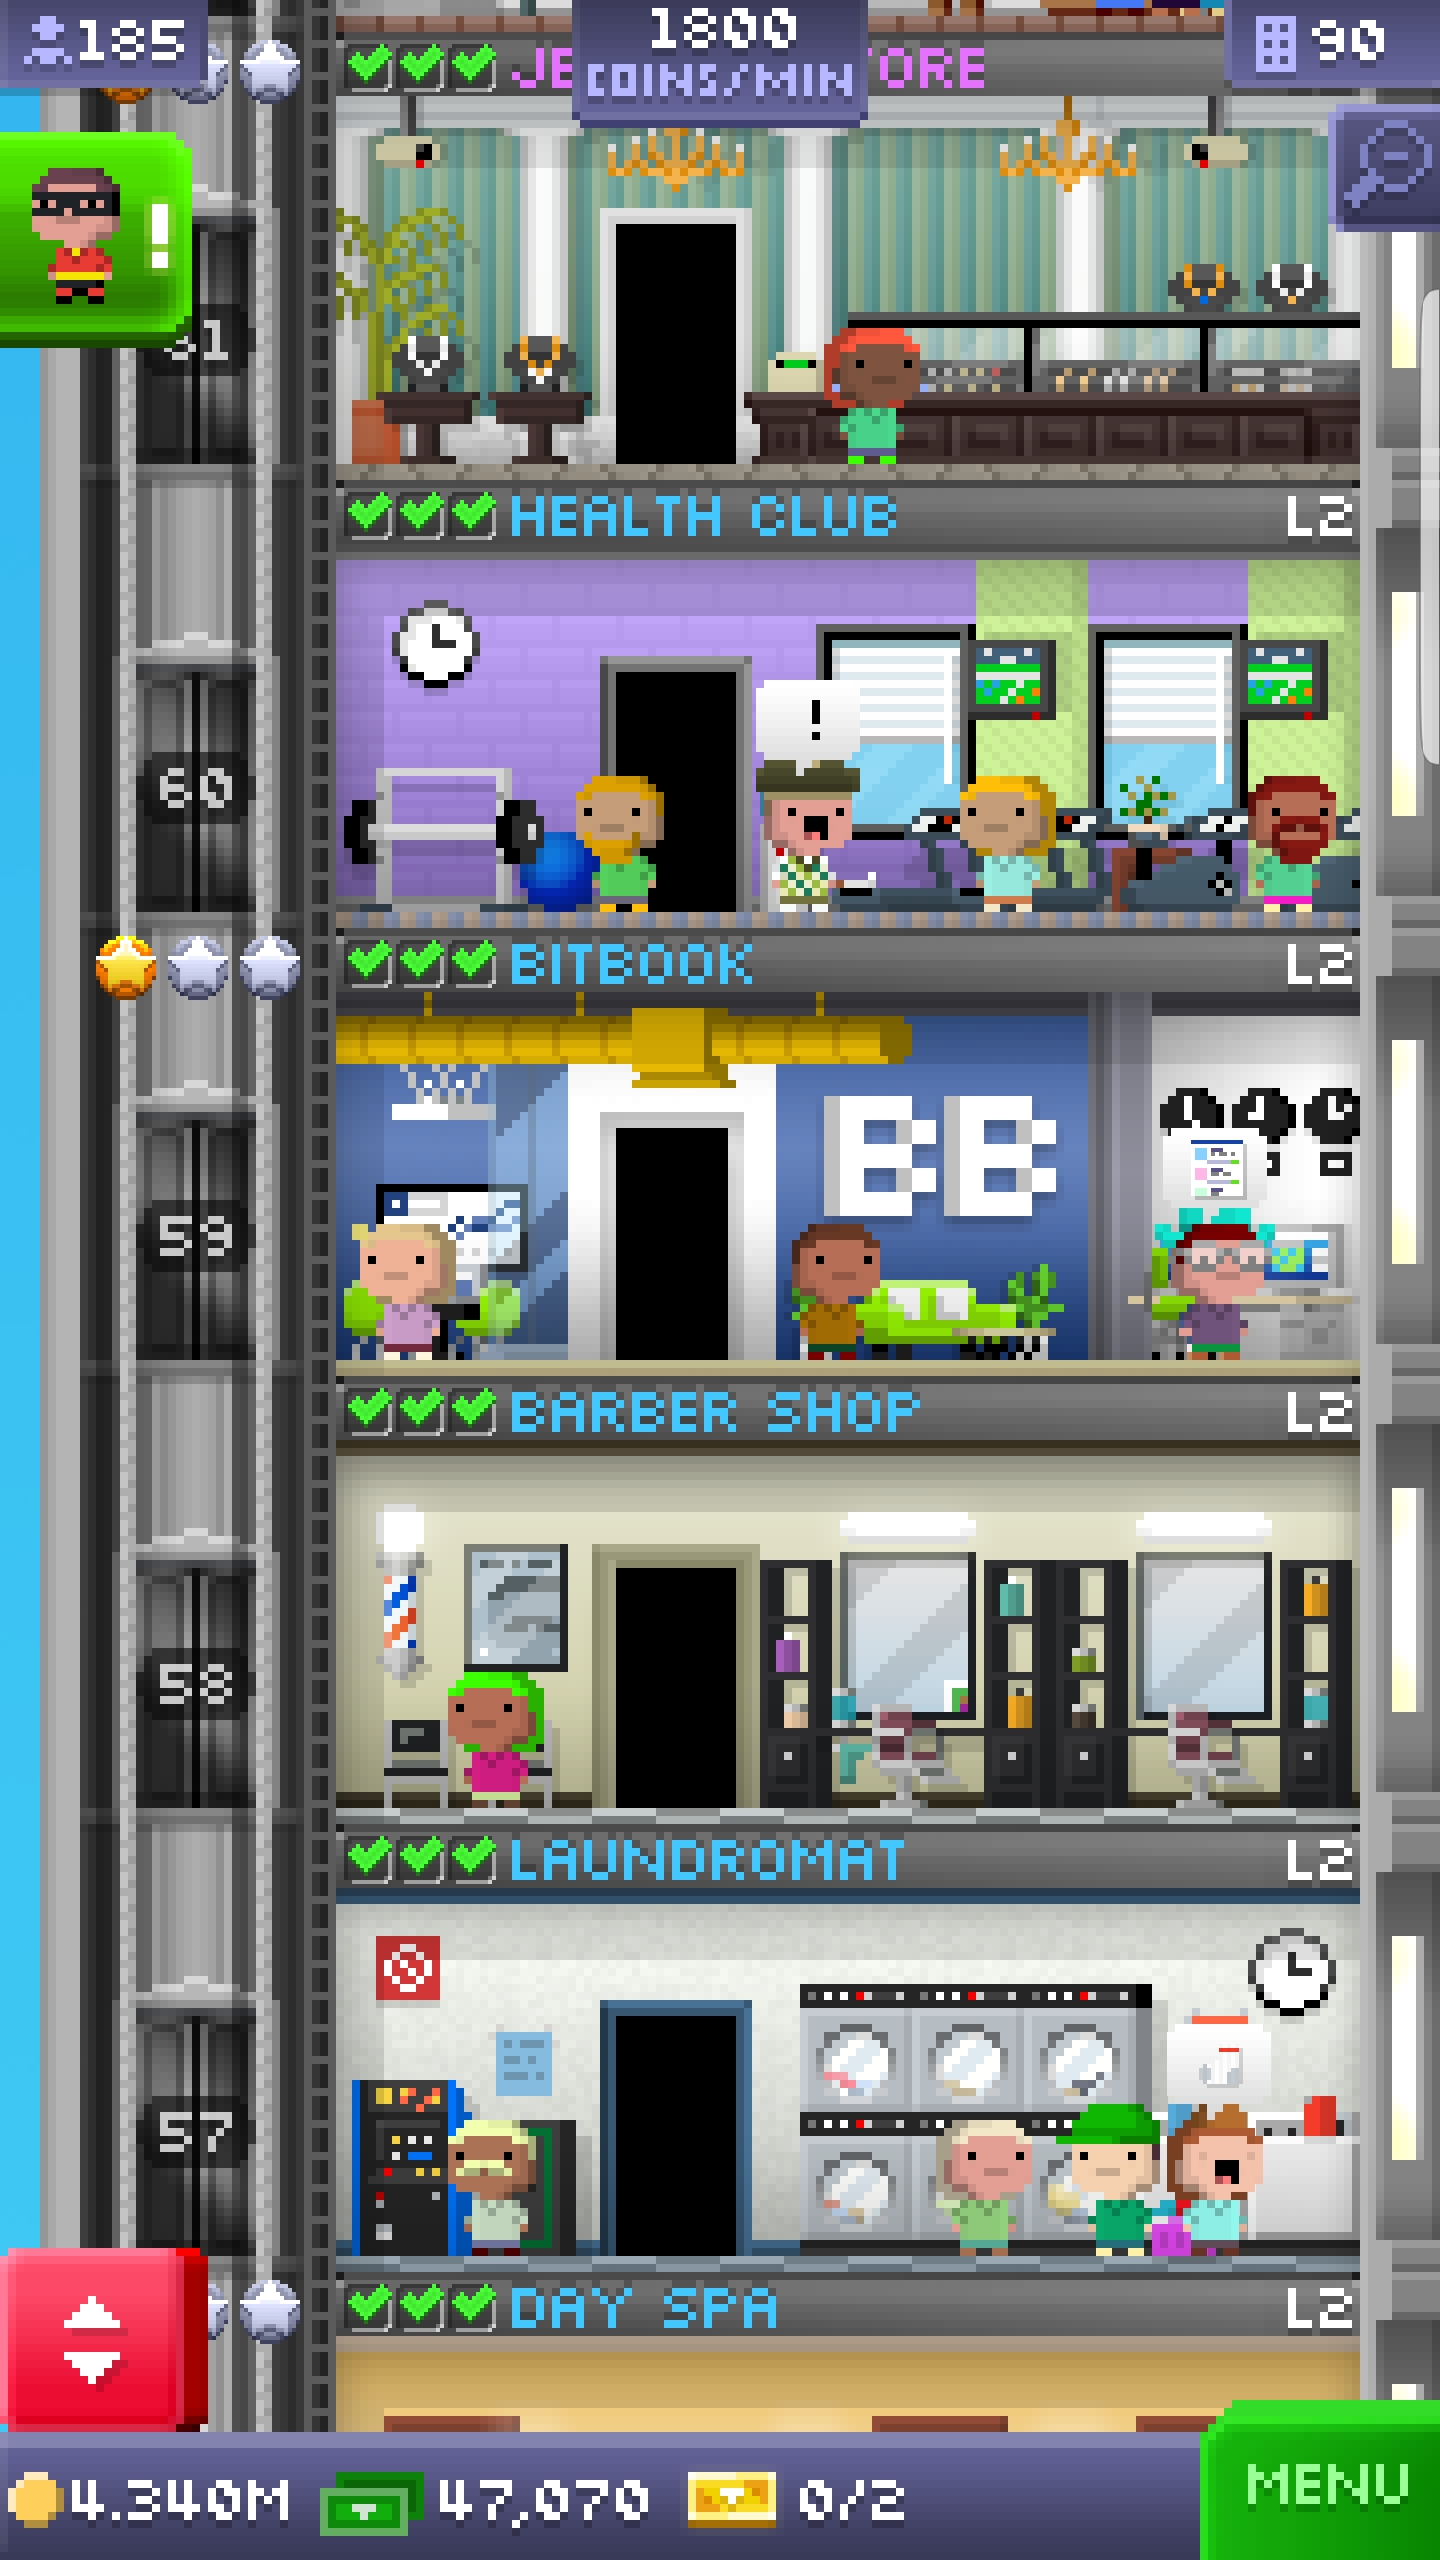 185
1800
COINS/MIN
90
JE
ORE
!
61
HEALTH CLUB
L2
60
!
BITBOOK
L2
59
BB
BARBER SHOP
L2
58
LAUNDROMAT
L2
57
DAY SPA
L2
4.340M
47,070
0/2
MENU